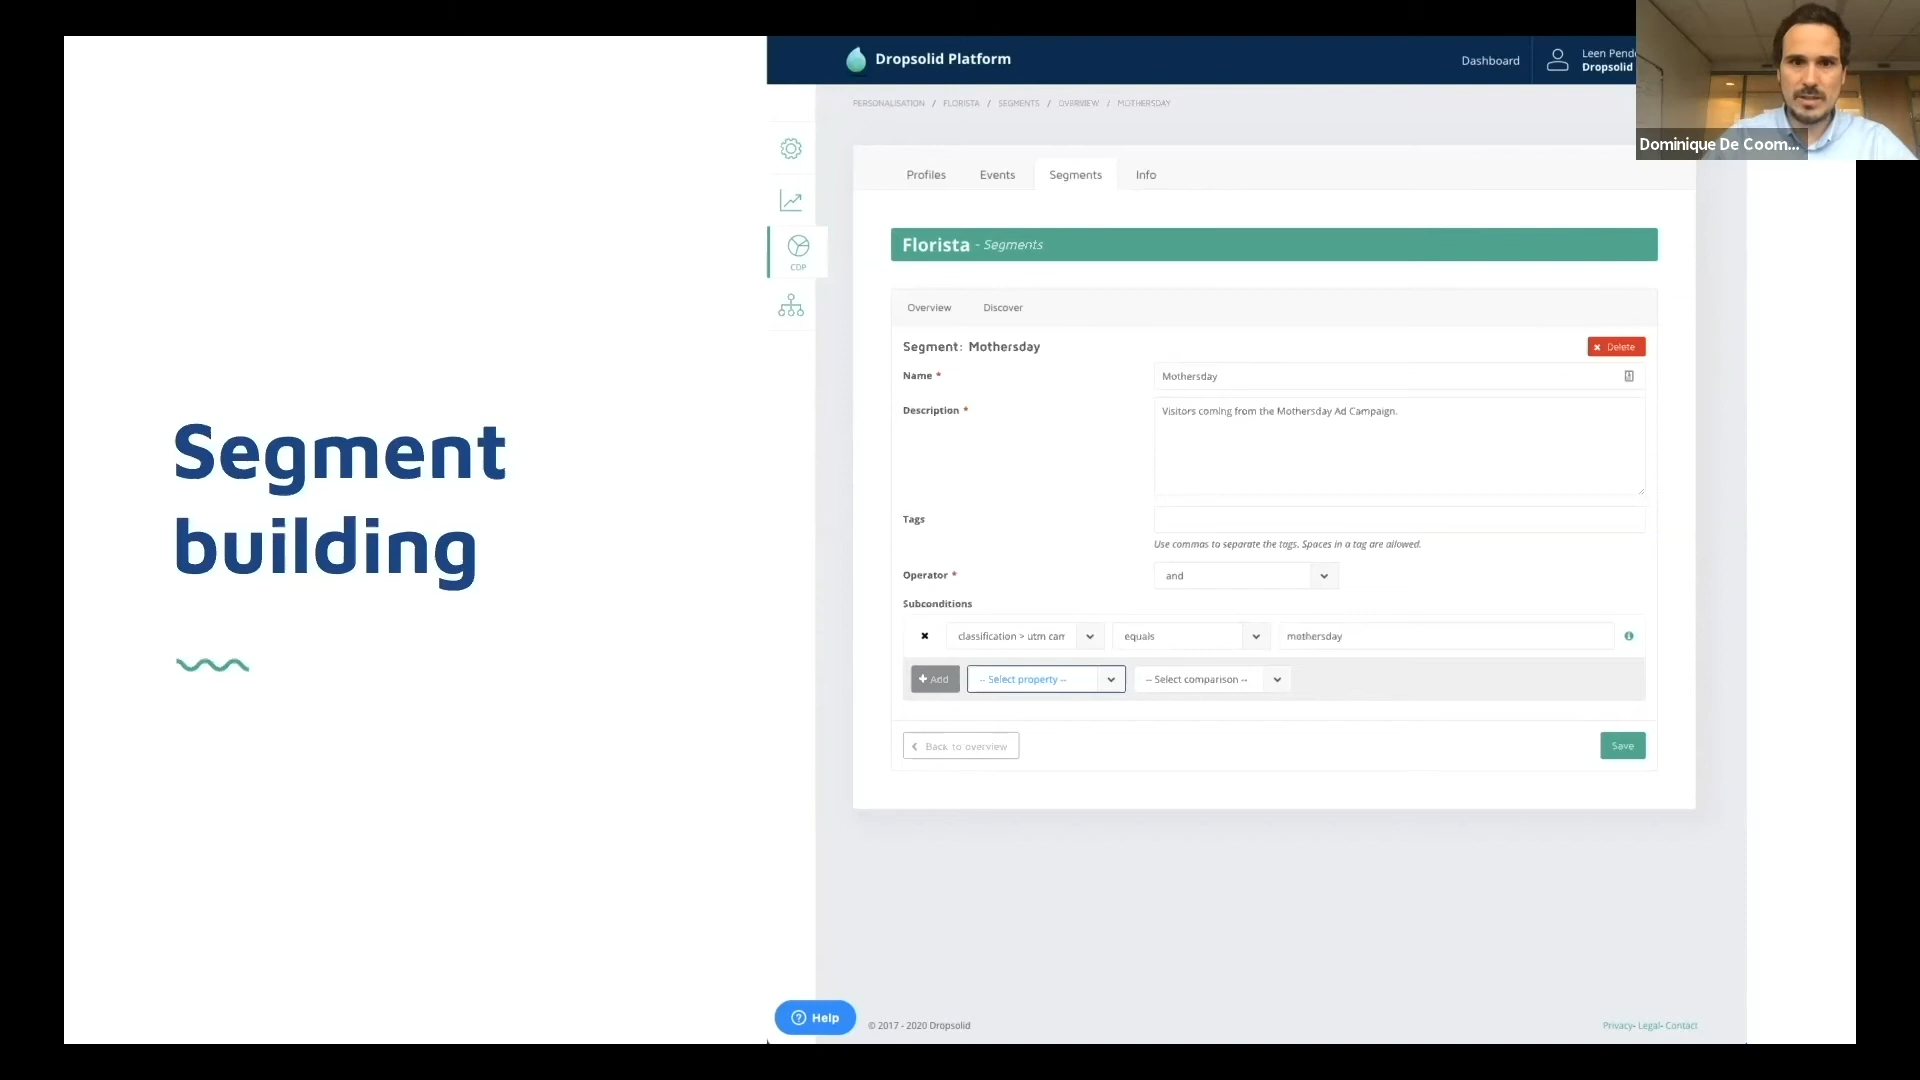 Segment
building
Dropsolid Platform
Dashboard
Leen Pende
Dropsolid
Dominique De Coom...
PERSONALISATION / FLORISTA / SEGMENTS / OVERVIEW / MOTHERSDAY
CDP
Profiles Events Segments Info
Florista - Segments
Overview Discover
Segment: Mothersday
Delete
Name *
Mothersday
Description *
Visitors coming from the Mothersday Ad Campaign.
Tags
Use commas to separate the tags. Spaces in a tag are allowed.
Operator *
and
Subconditions
classification > utm cam equals mothersday
Add -- Select property -- -- Select comparison --
Back to overview
Save
Help
© 2017 - 2020 Dropsolid
Privacy- Legal- Contact